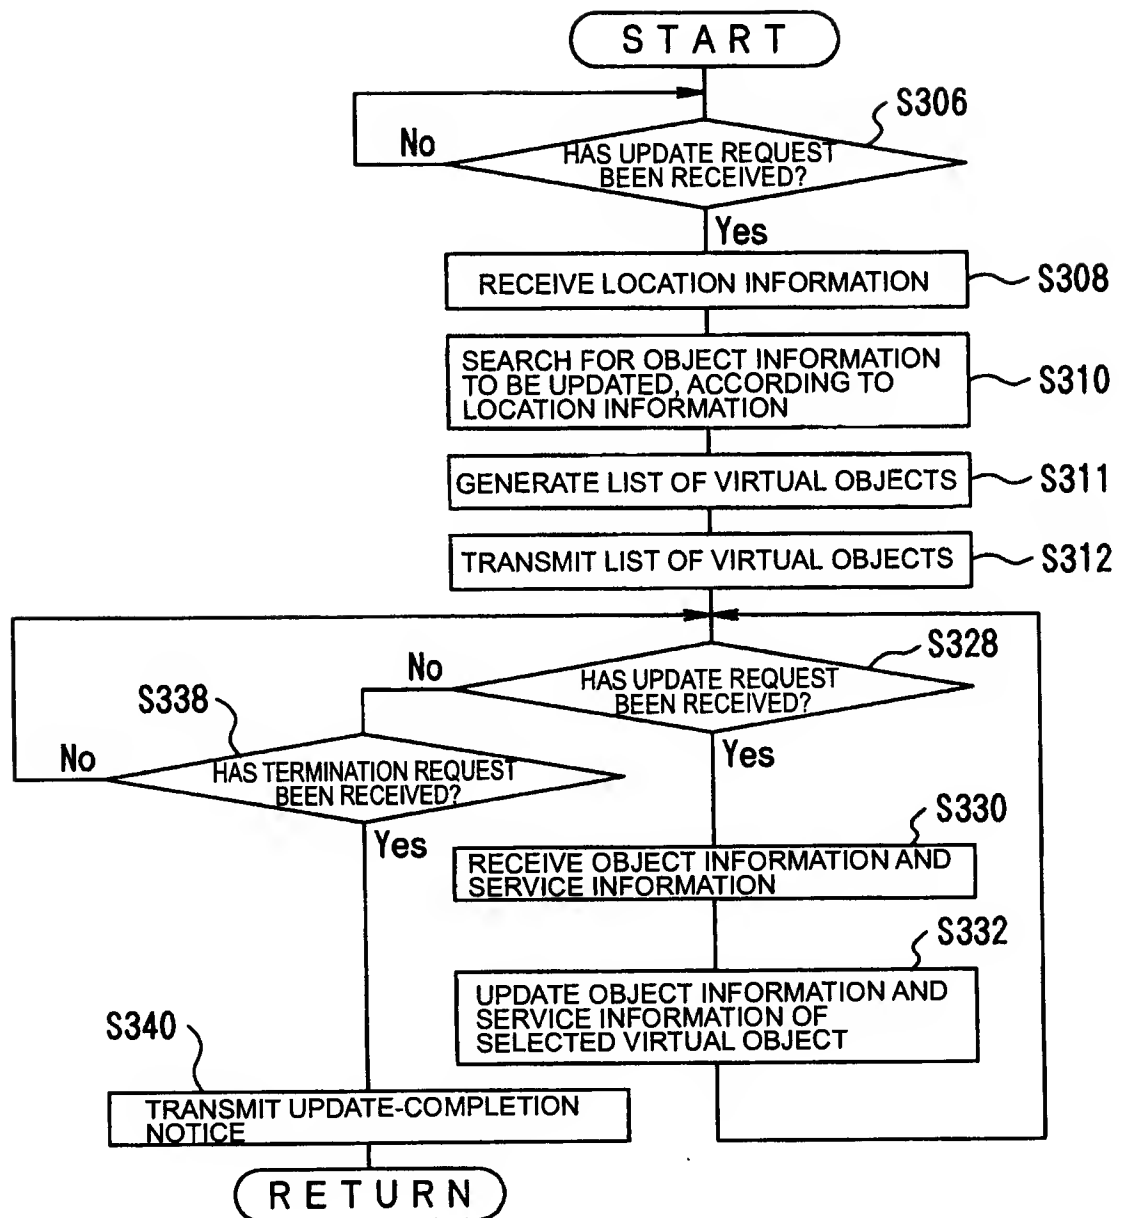 START
S306
No
HAS UPDATE REQUEST
BEEN RECEIVED?
Yes
RECEIVE LOCATION INFORMATION
S308
SEARCH FOR OBJECT INFORMATION
TO BE UPDATED, ACCORDING TO
LOCATION INFORMATION
S310
GENERATE LIST OF VIRTUAL OBJECTS
S311
TRANSMIT LIST OF VIRTUAL OBJECTS
S312
S328
No
HAS UPDATE REQUEST
BEEN RECEIVED?
Yes
S338
No
HAS TERMINATION REQUEST
BEEN RECEIVED?
Yes
S330
RECEIVE OBJECT INFORMATION AND
SERVICE INFORMATION
S332
UPDATE OBJECT INFORMATION AND
SERVICE INFORMATION OF
SELECTED VIRTUAL OBJECT
S340
TRANSMIT UPDATE-COMPLETION
NOTICE
RETURN